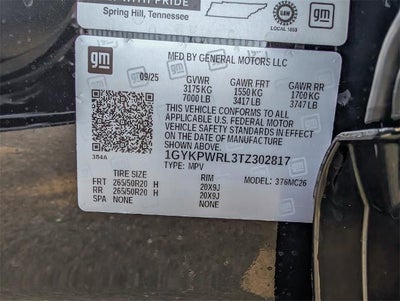 WITH PRIDE
Spring Hill, Tennessee
UAW
LOCAL 1853
gm
gm
MFD BY GENERAL MOTORS LLC
09/25
GVWR GAWR FRT GAWR RR
3175 KG 1550 KG 1700 KG
7000 LB 3417 LB 3747 LB
THIS VEHICLE CONFORMS TO ALL
APPLICABLE U.S. FEDERAL MOTOR
VEHICLE SAFETY STANDARDS IN EFFECT
ON THE DATE OF MANUFACTURE
SHOWN ABOVE.
384A
1GYKPWRL3TZ302817
TYPE: MPV MODEL: 376MC26
TIRE SIZE RIM
FRT 265/50R20 H 20X9J
RR 265/50R20 H 20X9J
SPA NONE NONE